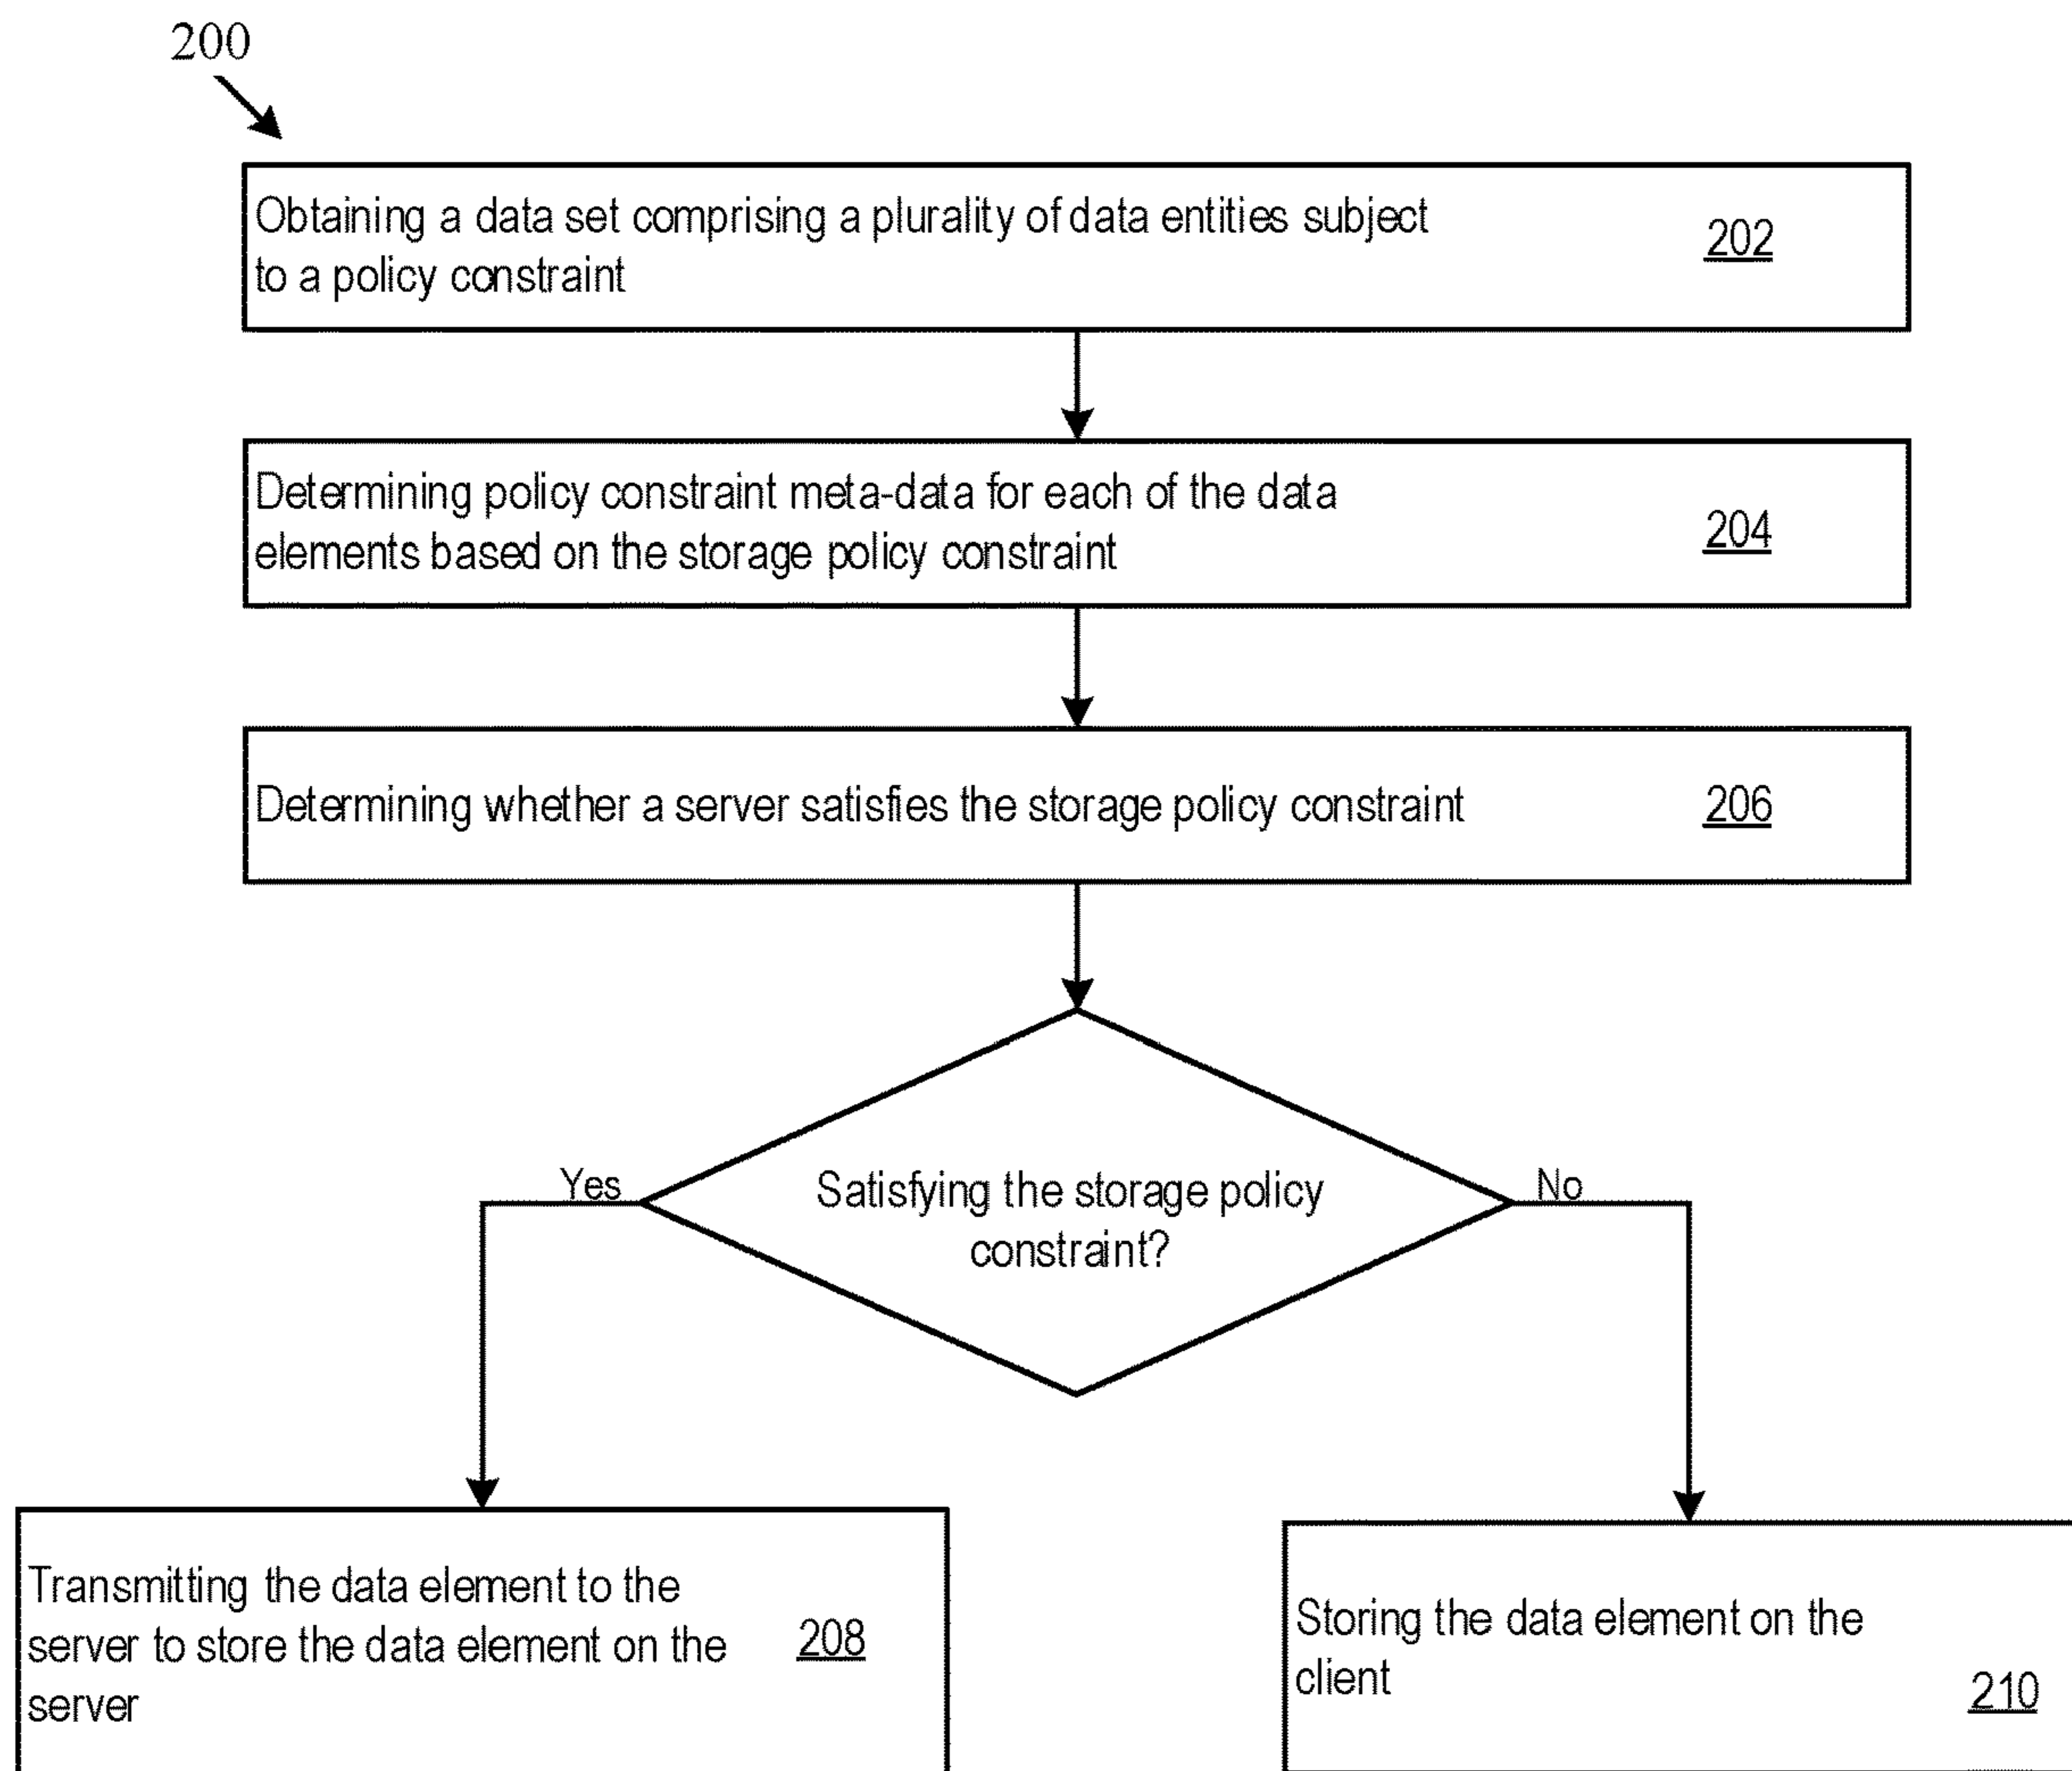 200
Obtaining a data set comprising a plurality of data entities subject
to a policy constraint
202
Determining policy constraint meta-data for each of the data
elements based on the storage policy constraint
204
Determining whether a server satisfies the storage policy constraint
206
Satisfying the storage policy
constraint?
Yes
No
Transmitting the data element to the
server to store the data element on the
server
208
Storing the data element on the
client
210